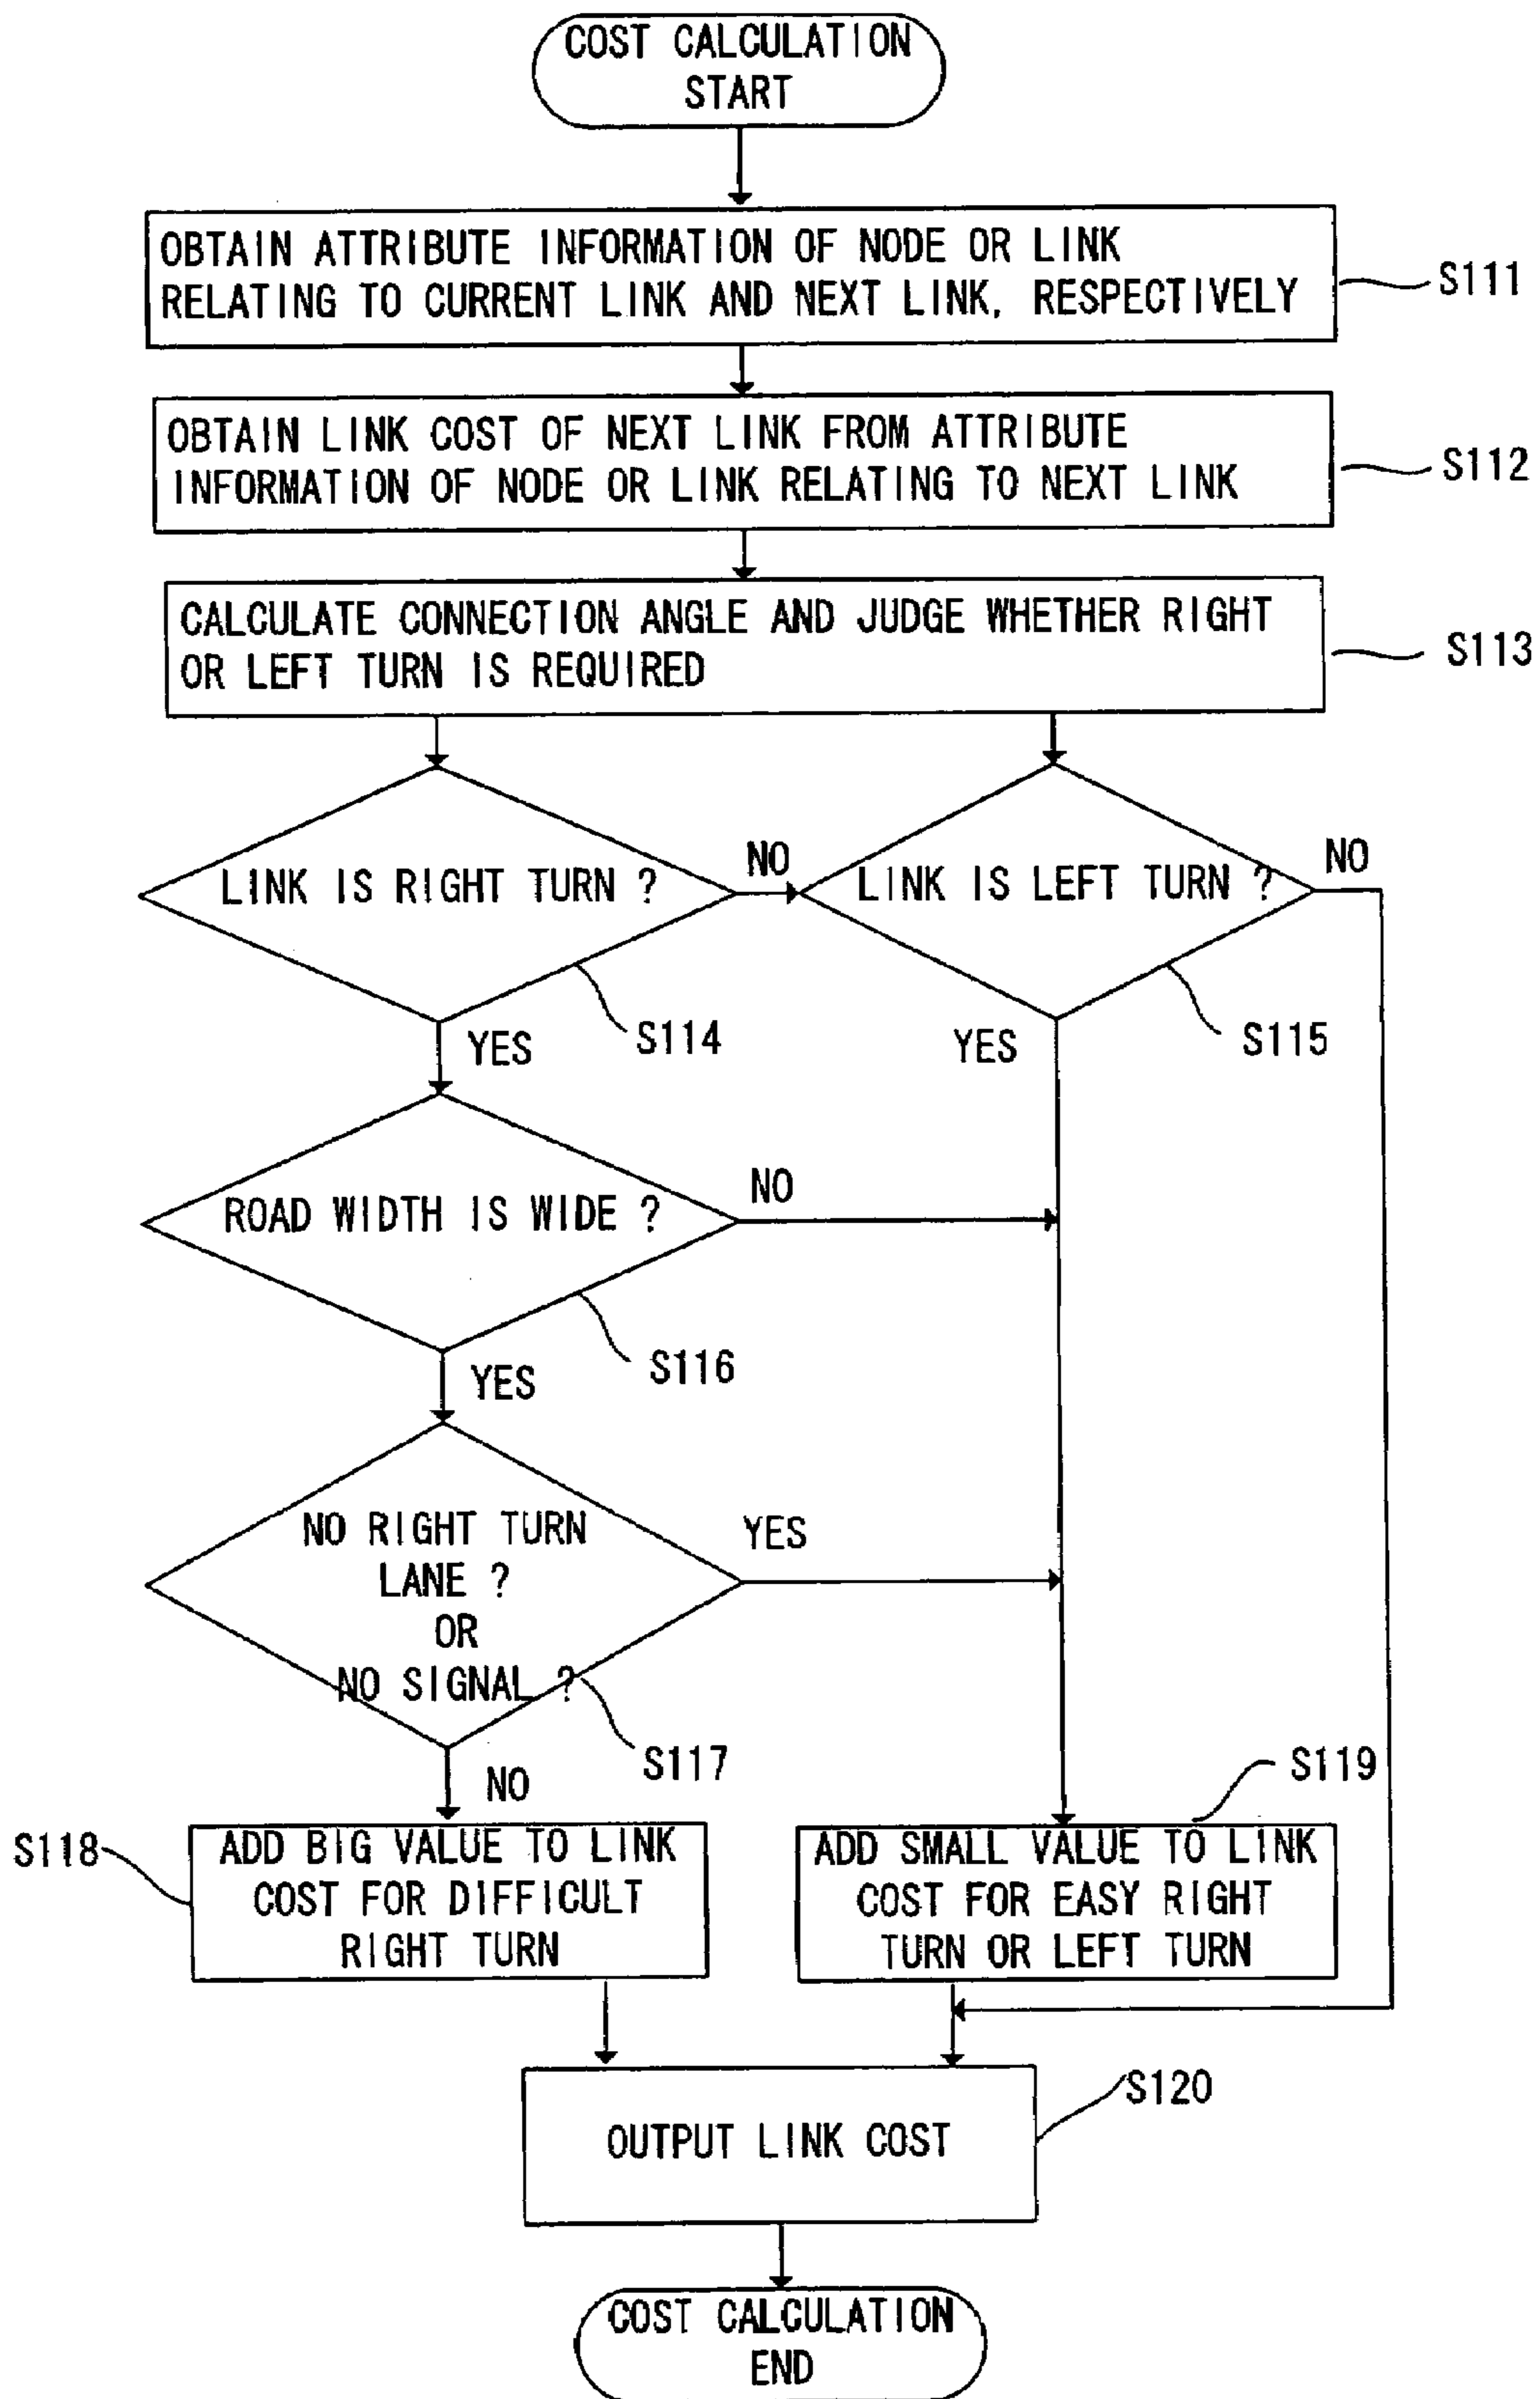 COST CALCULATION
START
OBTAIN ATTRIBUTE INFORMATION OF NODE OR LINK
RELATING TO CURRENT LINK AND NEXT LINK, RESPECTIVELY
S111
OBTAIN LINK COST OF NEXT LINK FROM ATTRIBUTE
INFORMATION OF NODE OR LINK RELATING TO NEXT LINK
S112
CALCULATE CONNECTION ANGLE AND JUDGE WHETHER RIGHT
OR LEFT TURN IS REQUIRED
S113
LINK IS RIGHT TURN ?
NO
LINK IS LEFT TURN ?
NO
S114
S115
YES
YES
ROAD WIDTH IS WIDE ?
NO
S116
YES
NO RIGHT TURN
LANE ?
OR
NO SIGNAL ?
YES
S117
NO
S118
ADD BIG VALUE TO LINK
COST FOR DIFFICULT
RIGHT TURN
S119
ADD SMALL VALUE TO LINK
COST FOR EASY RIGHT
TURN OR LEFT TURN
S120
OUTPUT LINK COST
COST CALCULATION
END